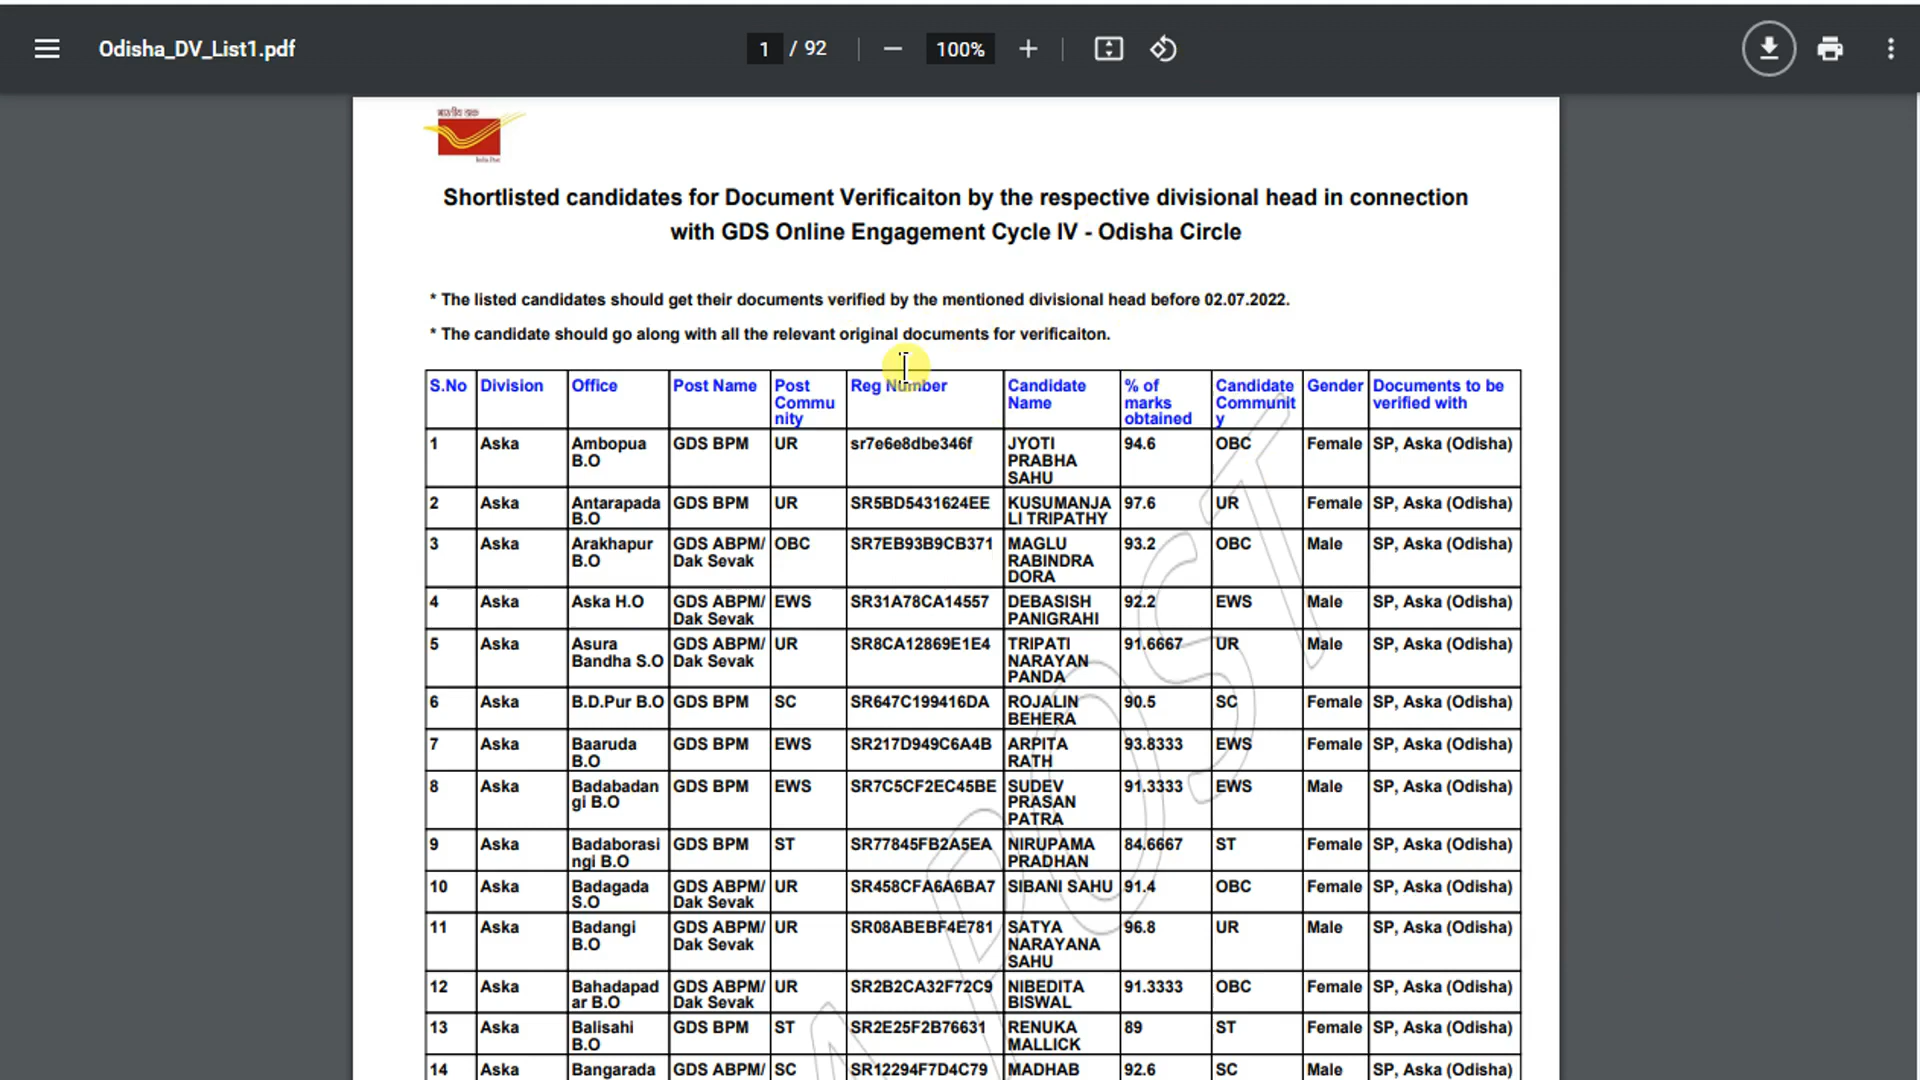 Odisha_DV_List1.pdf
1 / 92
100%
भारतीय डाक
India Post
Shortlisted candidates for Document Verificaiton by the respective divisional head in connection
with GDS Online Engagement Cycle IV - Odisha Circle
* The listed candidates should get their documents verified by the mentioned divisional head before 02.07.2022.
* The candidate should go along with all the relevant original documents for verificaiton.
S.No Division Office Post Name Post Reg Number Candidate % of Candidate Gender Documents to be
Commu Name marks Communit verified with
nity obtained y
1 Aska Ambopua GDS BPM UR sr7e6e8dbe346f JYOTI 94.6 OBC Female SP, Aska (Odisha)
B.O PRABHA
SAHU
2 Aska Antarapada GDS BPM UR SR5BD5431624EE KUSUMANJA 97.6 UR Female SP, Aska (Odisha)
B.O LI TRIPATHY
3 Aska Arakhapur GDS ABPM/ OBC SR7EB93B9CB371 MAGLU 93.2 OBC Male SP, Aska (Odisha)
B.O Dak Sevak RABINDRA
DORA
4 Aska Aska H.O GDS ABPM/ EWS SR31A78CA14557 DEBASISH 92.2 EWS Male SP, Aska (Odisha)
Dak Sevak PANIGRAHI
5 Aska Asura GDS ABPM/ UR SR8CA12869E1E4 TRIPATI 91.6667 UR Male SP, Aska (Odisha)
Bandha S.O Dak Sevak NARAYAN
PANDA
6 Aska B.D.Pur B.O GDS BPM SC SR647C199416DA ROJALIN 90.5 SC Female SP, Aska (Odisha)
BEHERA
7 Aska Baaruda GDS BPM EWS SR217D949C6A4B ARPITA 93.8333 EWS Female SP, Aska (Odisha)
B.O RATH
8 Aska Badabadan GDS BPM EWS SR7C5CF2EC45BE SUDEV 91.3333 EWS Male SP, Aska (Odisha)
gi B.O PRASAN
PATRA
9 Aska Badaborasi GDS BPM ST SR77845FB2A5EA NIRUPAMA 84.6667 ST Female SP, Aska (Odisha)
ngi B.O PRADHAN
10 Aska Badagada GDS ABPM/ UR SR458CFA6A6BA7 SIBANI SAHU 91.4 OBC Female SP, Aska (Odisha)
S.O Dak Sevak
11 Aska Badangi GDS ABPM/ UR SR08ABEBF4E781 SATYA 96.8 UR Male SP, Aska (Odisha)
B.O Dak Sevak NARAYANA
SAHU
12 Aska Bahadapad GDS ABPM/ UR SR2B2CA32F72C9 NIBEDITA 91.3333 OBC Female SP, Aska (Odisha)
ar B.O Dak Sevak BISWAL
13 Aska Balisahi GDS BPM ST SR2E25F2B76631 RENUKA 89 ST Female SP, Aska (Odisha)
B.O MALLICK
14 Aska Bangarada GDS ABPM/ SC SR12294F7D4C79 MADHAB 92.6 SC Male SP, Aska (Odisha)
POST